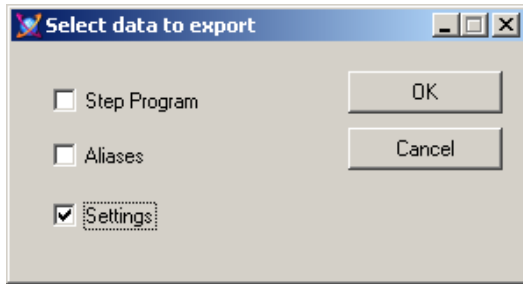 Select data to export
Step Program
OK
Aliases
Cancel
Settings